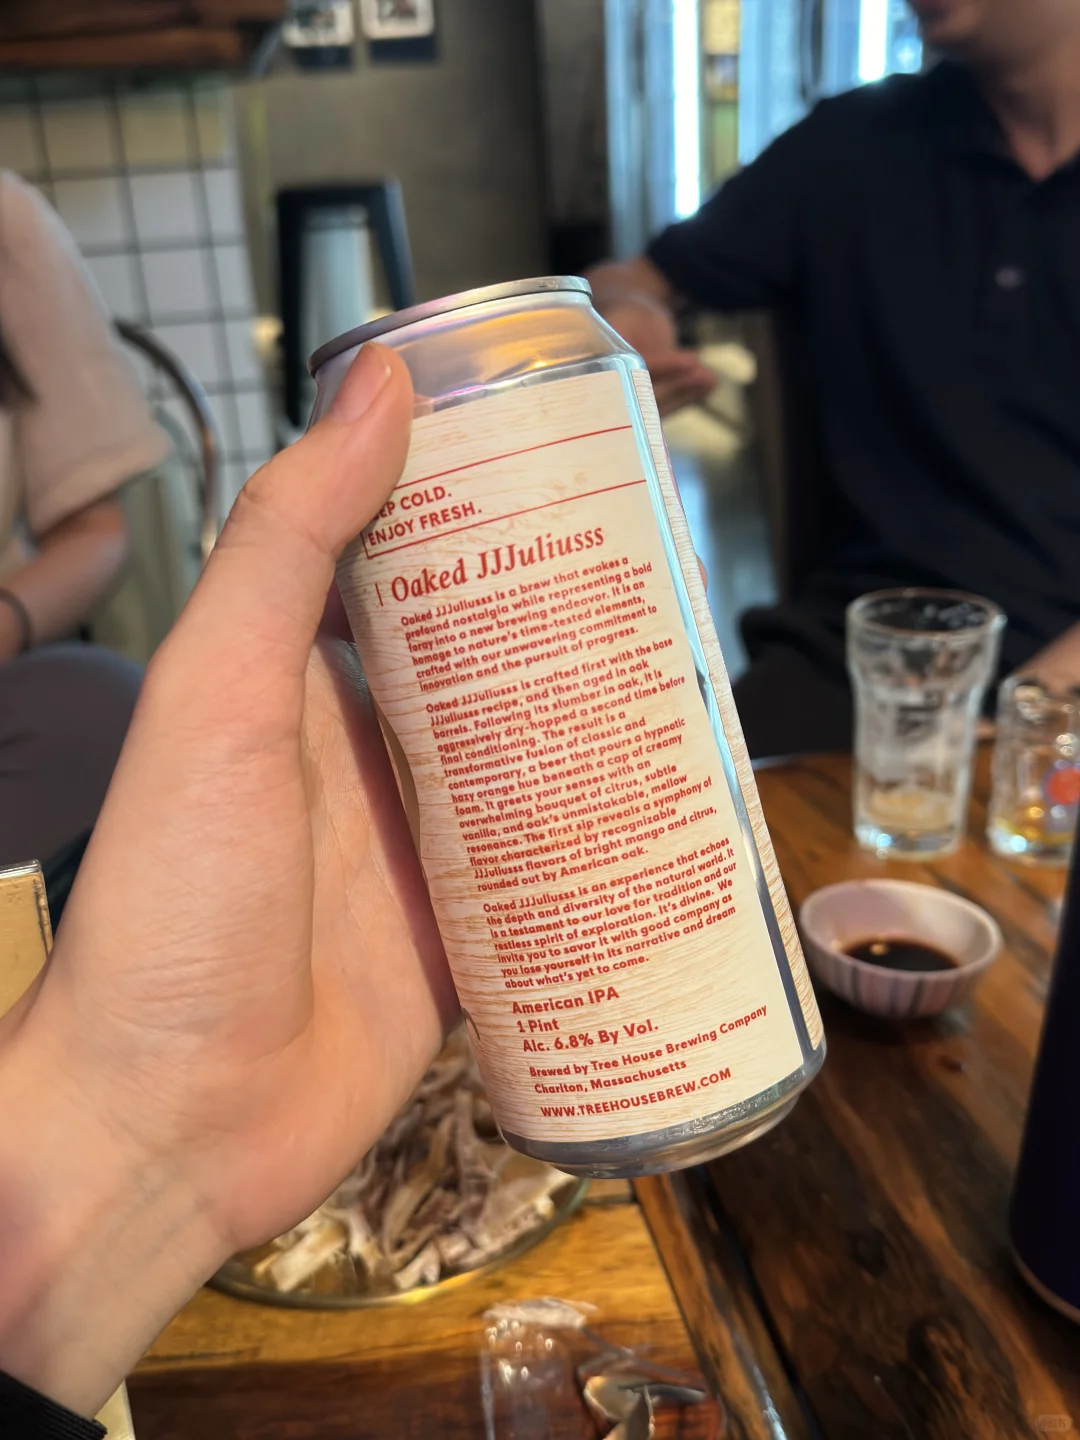 EP COLD.
ENJOY FRESH.
Oaked JJJuliusss
Oaked JJJuliusss is a brew that evokes a
profound nostalgia while representing a bold
foray into a new brewing endeavor. It is an
homage to nature's time-tested elements,
crafted with our unwavering commitment to
innovation and the pursuit of progress.
Oaked JJJuliusss is crafted first with the base
JJJuliusss recipe, and then aged in oak
barrels. Following its slumber in oak, it is
aggressively dry-hopped a second time before
final conditioning. The result is a
transformative fusion of classic and
contemporary, a beer that pours a hypnotic
hazy orange hue beneath a cap of creamy
foam. It greets your senses with an
overwhelming bouquet of citrus, subtle
vanilla, and oak's unmistakable, mellow
resonance. The first sip reveals a symphony of
flavor characterized by recognizable
JJJuliusss flavors of bright mango and citrus,
rounded out by American oak.
Oaked JJJuliusss is an experience that echoes
the depth and diversity of the natural world. It
is a testament to our love for tradition and our
restless spirit of exploration. It's divine. We
invite you to savor it with good company as
you lose yourself in its narrative and dream
about what's yet to come.
American IPA
1 Pint
Alc. 6.8% By Vol.
Brewed by Tree House Brewing Company
Charlton, Massachusetts
WWW.TREEHOUSEBREW.COM